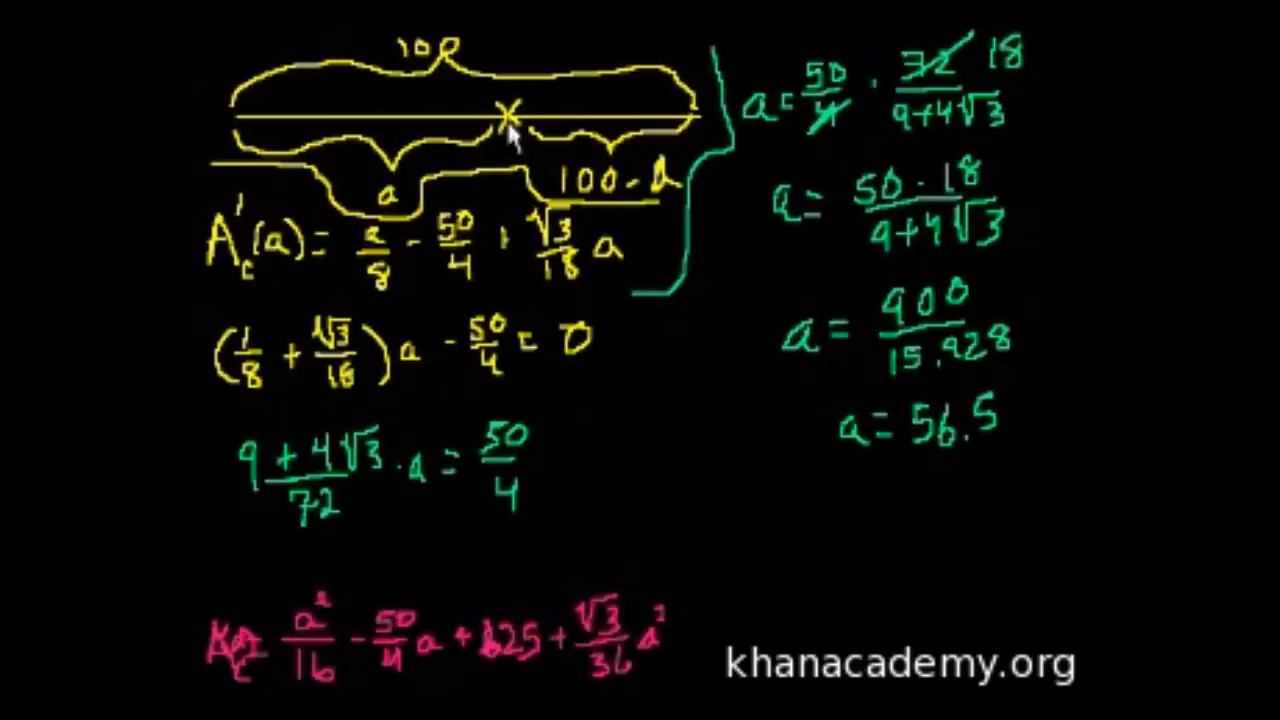 100
a
100 - a
A'c(a) = a/8 - 50/4 + √3/18 a
(1/8 + √3/18) a - 50/4 = 0
9 + 4√3/72 · a = 50/4
a = 50/4 · 72/9+4√3 18
a = 50 · 18/9+4√3
a = 900/15.928
a = 56.5
a²/16 - 50/4 a + 625 + √3/36 a²
khanacademy.org